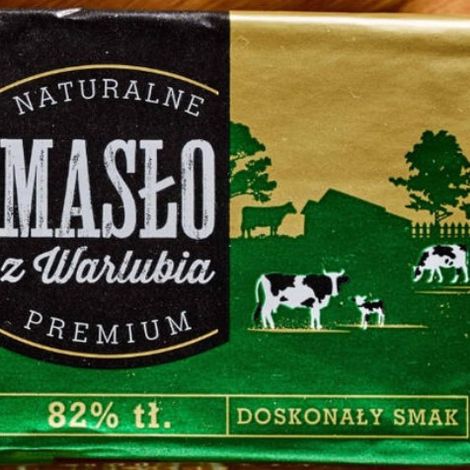 NATURALNE
MASŁO
z Warlubia
PREMIUM
82% tł.
DOSKONAŁY SMAK